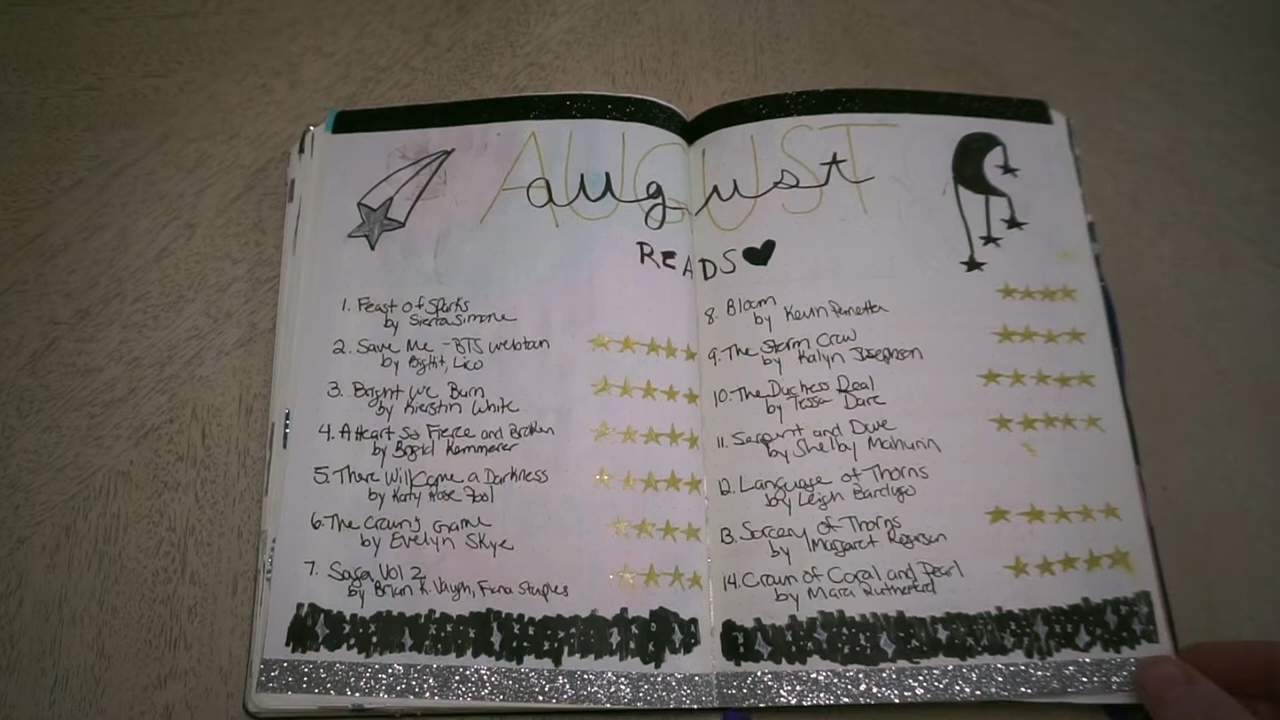 AUGUST
august
READS
1. Feast of Sparks
by Sierra Simone
2. Save Me - BTS webtoon
by BigHit, Lico
3. Bright We Burn
by Kierstin White
4. A Heart So Fierce and Broken
by Brigid Kemmerer
5. There Will Come a Darkness
by Katy Rose Pool
6. The Crown's Game
by Evelyn Skye
7. Saga Vol 2
by Brian K. Vaugh, Fiona Staples
8. Bloom
by Kevin Panetta
9. The Storm Crow
by Kalyn Josephson
10. The Duchess Deal
by Tessa Dare
11. Serpent and Dove
by Shelby Mahurin
12. Language of Thorns
by Leigh Bardugo
13. Sorcery of Thorns
by Margaret Rogerson
14. Crown of Coral and Pearl
by Mara Rutherford